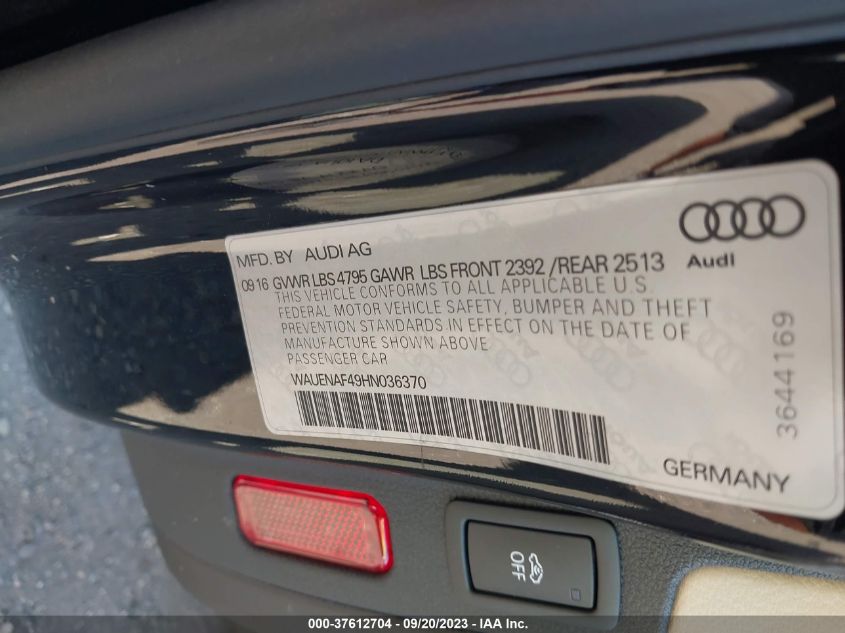 Audi
MFD. BY AUDI AG
09 16 GVWR LBS 4795 GAWR LBS FRONT 2392 /REAR 2513
THIS VEHICLE CONFORMS TO ALL APPLICABLE U.S.
FEDERAL MOTOR VEHICLE SAFETY, BUMPER AND THEFT
PREVENTION STANDARDS IN EFFECT ON THE DATE OF
MANUFACTURE SHOWN ABOVE
PASSENGER CAR
WAUENAF49HN036370
3644169
GERMANY
OFF
000-37612704 - 09/20/2023 - IAA Inc.